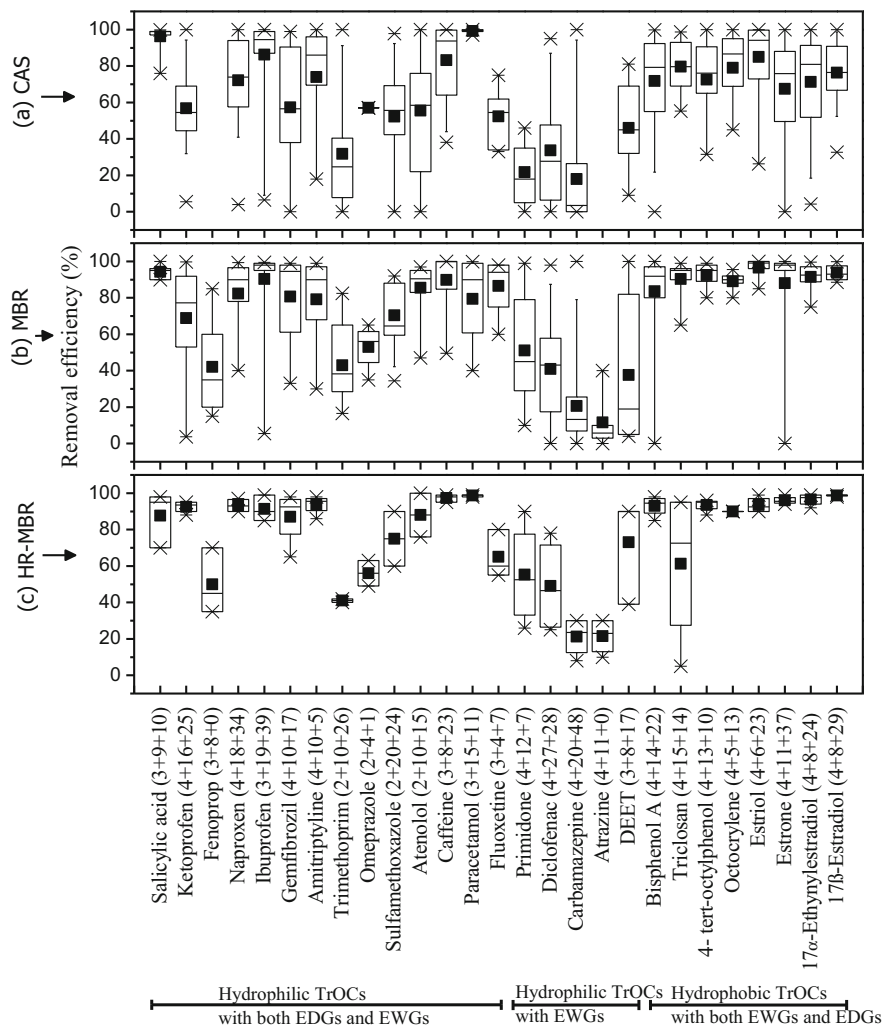 (a) CAS
100
80
60
40
20
0
(b) MBR
Removal efficiency (%)
100
80
60
40
20
0
(c) HR-MBR
100
80
60
40
20
0
Salicylic acid (3+9+10)
Ketoprofen (4+16+25)
Fenoprop (3+8+0)
Naproxen (4+18+34)
Ibuprofen (3+19+39)
Gemfibrozil (4+10+17)
Amitriptyline (4+10+5)
Trimethoprim (2+10+26)
Omeprazole (2+4+1)
Sulfamethoxazole (2+20+24)
Atenolol (2+10+15)
Caffeine (3+8+23)
Paracetamol (3+15+11)
Fluoxetine (3+4+7)
Primidone (4+12+7)
Diclofenac (4+27+28)
Carbamazepine (4+20+48)
Atrazine (4+11+0)
DEET (3+8+17)
Bisphenol A (4+14+22)
Triclosan (4+15+14)
4- tert-octylphenol (4+13+10)
Octocrylene (4+5+13)
Estriol (4+6+23)
Estrone (4+11+37)
17α-Ethynylestradiol (4+8+24)
17ß-Estradiol (4+8+29)
Hydrophilic TrOCs
with both EDGs and EWGs
Hydrophilic TrOCs
with EWGs
Hydrophobic TrOCs
with both EWGs and EDGs